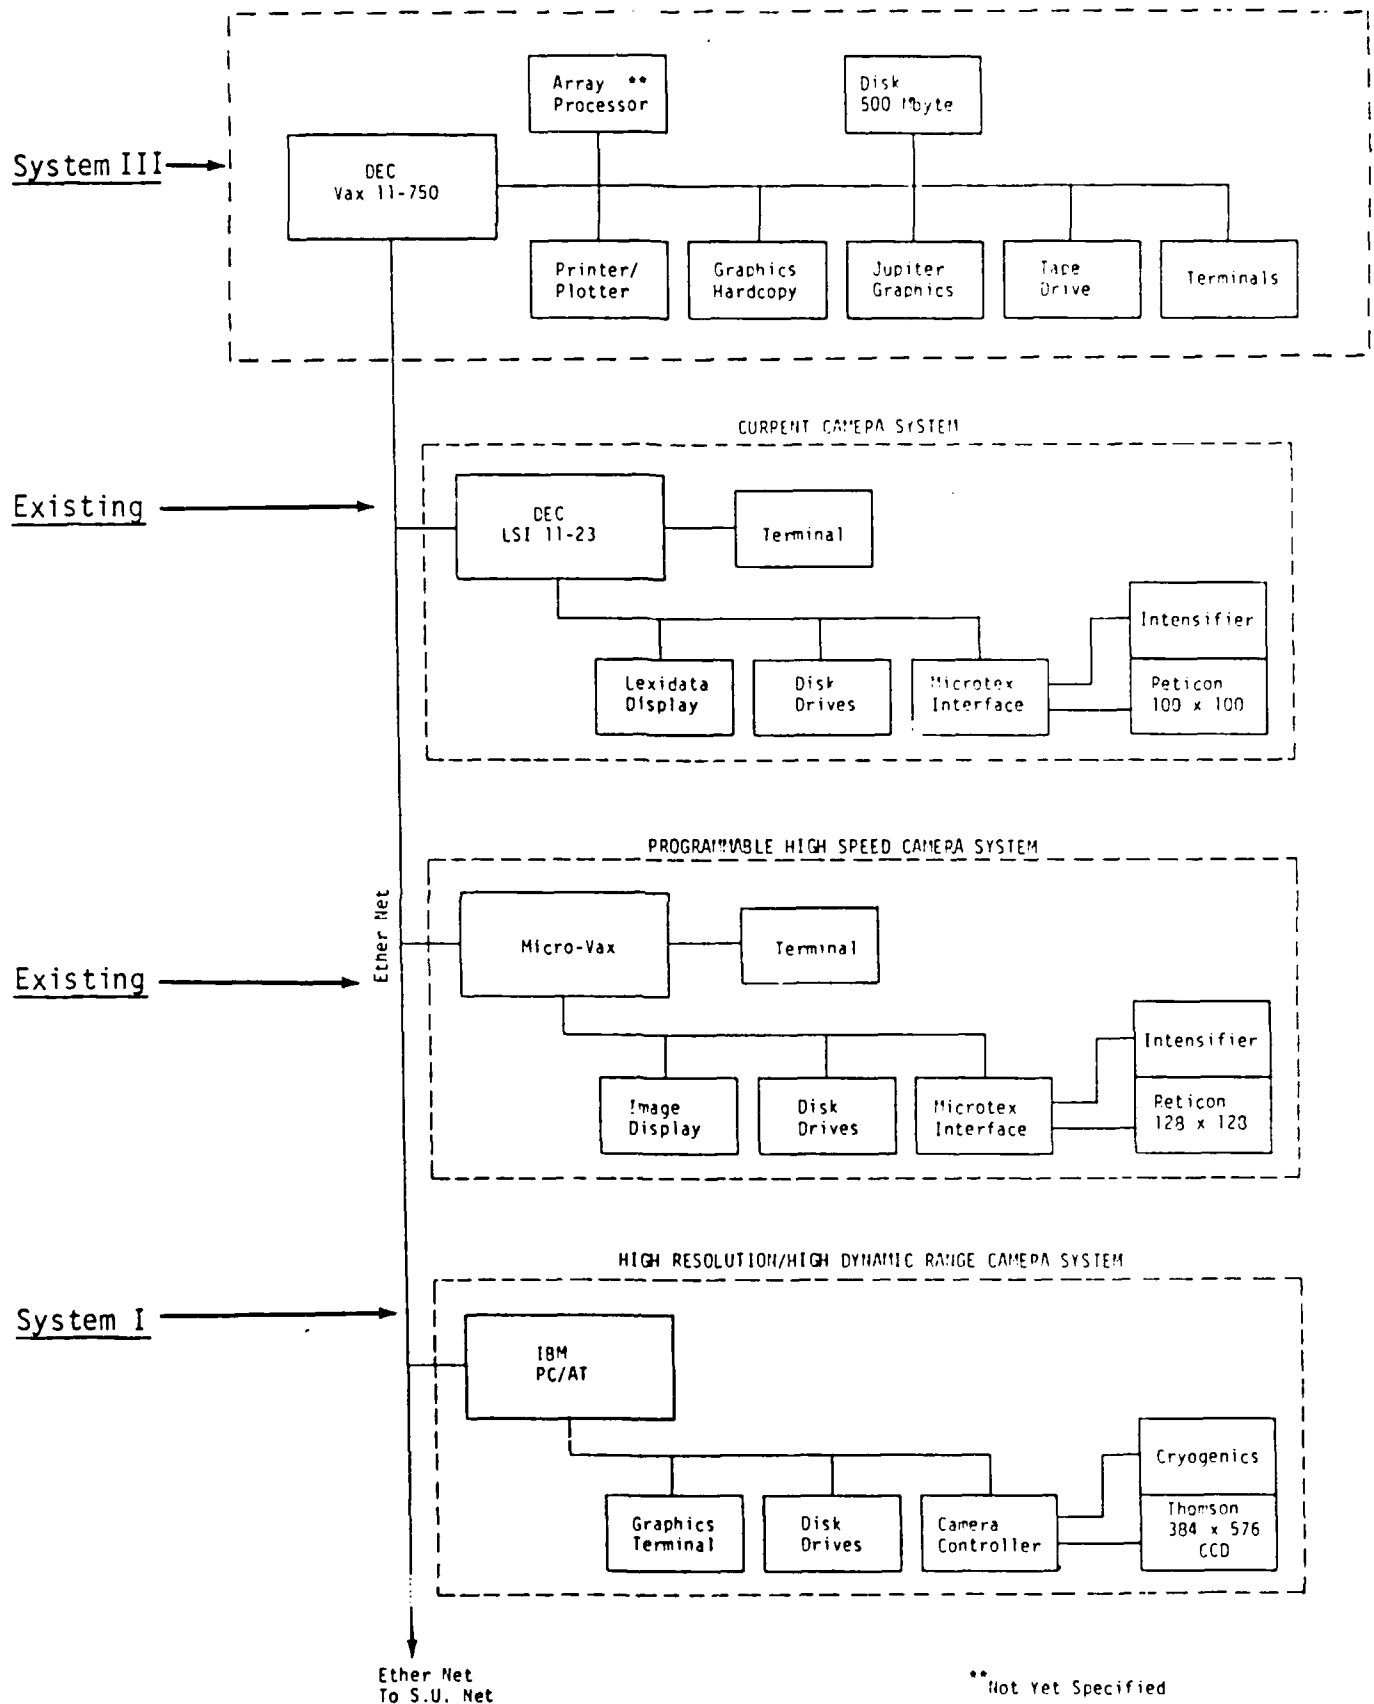 Array **
Processor
Disk
500 Mbyte
System III
DEC
Vax 11-750
Printer/
Plotter
Graphics
Hardcopy
Jupiter
Graphics
Tape
Drive
Terminals
CURRENT CAMERA SYSTEM
Existing
DEC
LSI 11-23
Terminal
Intensifier
Lexidata
Display
Disk
Drives
Microtex
Interface
Reticon
100 x 100
PROGRAMMABLE HIGH SPEED CAMERA SYSTEM
Ether Net
Existing
Micro-Vax
Terminal
Intensifier
Image
Display
Disk
Drives
Microtex
Interface
Reticon
128 x 128
HIGH RESOLUTION/HIGH DYNAMIC RANGE CAMERA SYSTEM
System I
IBM
PC/AT
Cryogenics
Graphics
Terminal
Disk
Drives
Camera
Controller
Thomson
384 x 576
CCD
Ether Net
To S.U. Net
**Not Yet Specified